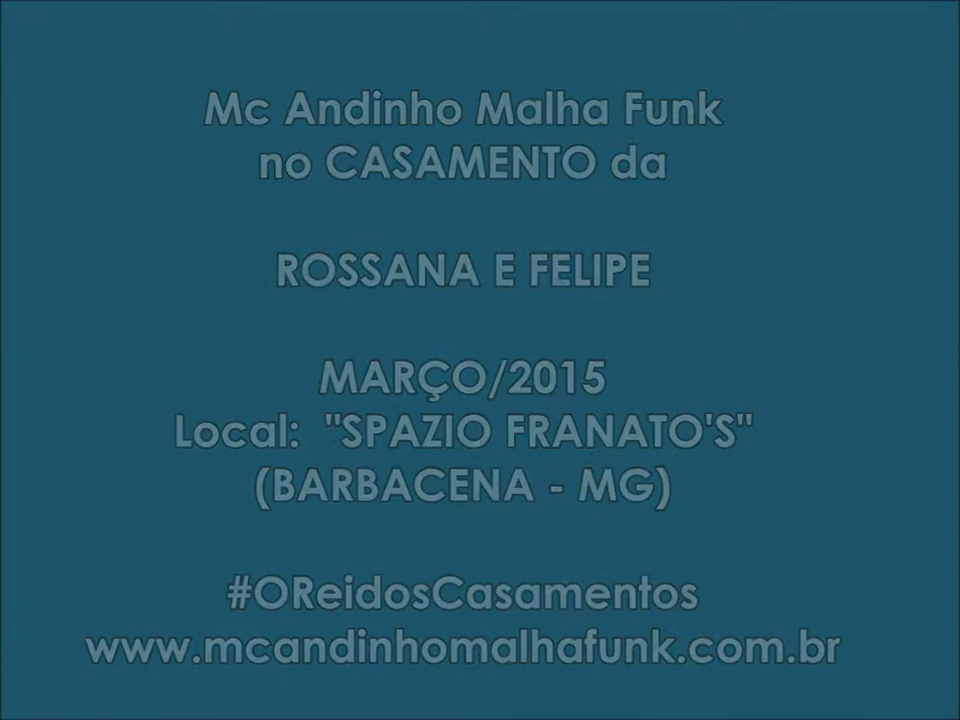 Mc Andinho Malha Funk
no CASAMENTO da
ROSSANA E FELIPE
MARÇO/2015
Local: "SPAZIO FRANATO'S"
(BARBACENA - MG)
#OReidosCasamentos
www.mcandinhomalhafunk.com.br